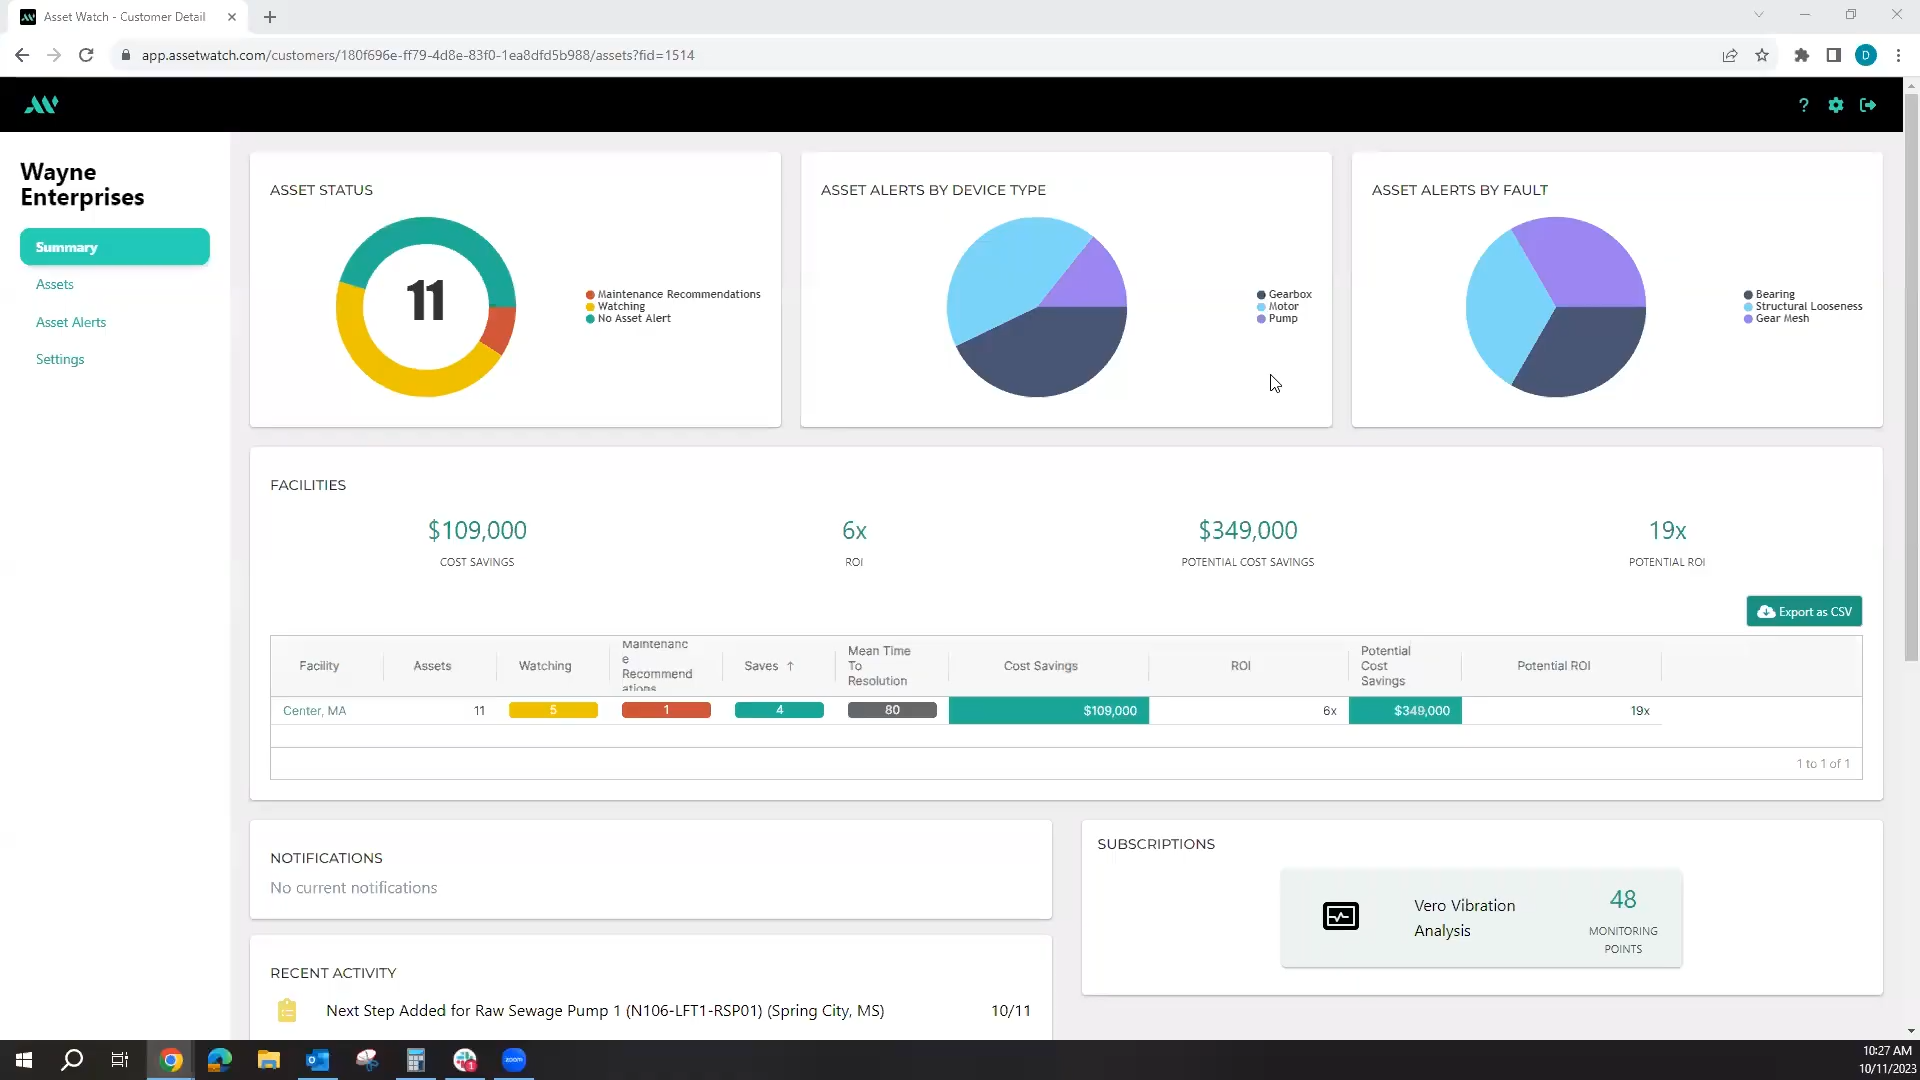 Asset Watch - Customer Detail
app.assetwatch.com/customers/180f696e-ff79-4d8e-83f0-1ea8dfd5b988/assets?fid=1514
D
?
Wayne
Enterprises
Summary
Assets
Asset Alerts
Settings
ASSET STATUS
11
Maintenance Recommendations
Watching
No Asset Alert
ASSET ALERTS BY DEVICE TYPE
Gearbox
Motor
Pump
ASSET ALERTS BY FAULT
Bearing
Structural Looseness
Gear Mesh
FACILITIES
$109,000
COST SAVINGS
6x
ROI
$349,000
POTENTIAL COST SAVINGS
19x
POTENTIAL ROI
Export as CSV
Facility
Assets
Watching
Maintenanc
e
Recommend
ations
Saves ↑
Mean Time
To
Resolution
Cost Savings
ROI
Potential
Cost
Savings
Potential ROI
Center, MA 11 5 1 4 80 $109,000 6x $349,000 19x
1 to 1 of 1
NOTIFICATIONS
No current notifications
SUBSCRIPTIONS
Vero Vibration
Analysis
48
MONITORING
POINTS
RECENT ACTIVITY
Next Step Added for Raw Sewage Pump 1 (N106-LFT1-RSP01) (Spring City, MS) 10/11
zoom
10:27 AM
10/11/2023